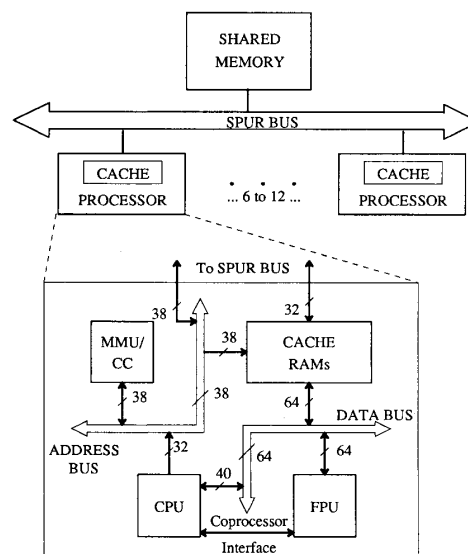 SHARED
MEMORY
SPUR BUS
CACHE
PROCESSOR
... 6 to 12 ...
CACHE
PROCESSOR
To SPUR BUS
38
32
MMU/
CC
38
CACHE
RAMs
38
38
64
DATA BUS
ADDRESS
BUS
32
64
64
40
CPU
Coprocessor
FPU
Interface